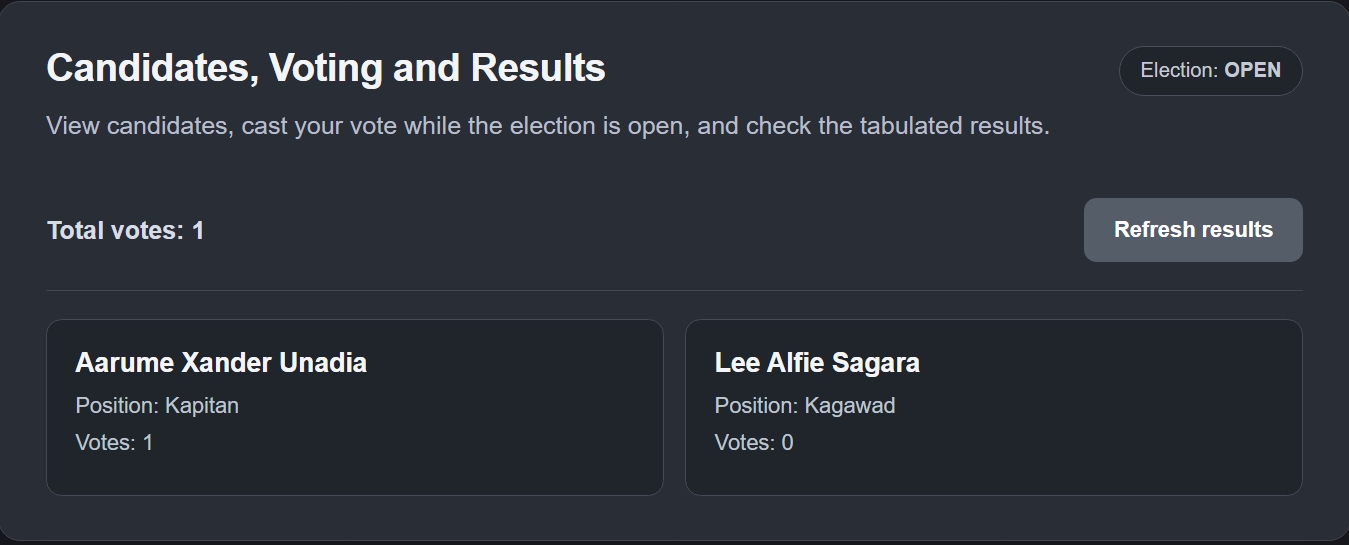 Candidates, Voting and Results
Election: OPEN
View candidates, cast your vote while the election is open, and check the tabulated results.
Total votes: 1
Refresh results
Aarume Xander Unadia
Position: Kapitan
Votes: 1
Lee Alfie Sagara
Position: Kagawad
Votes: 0